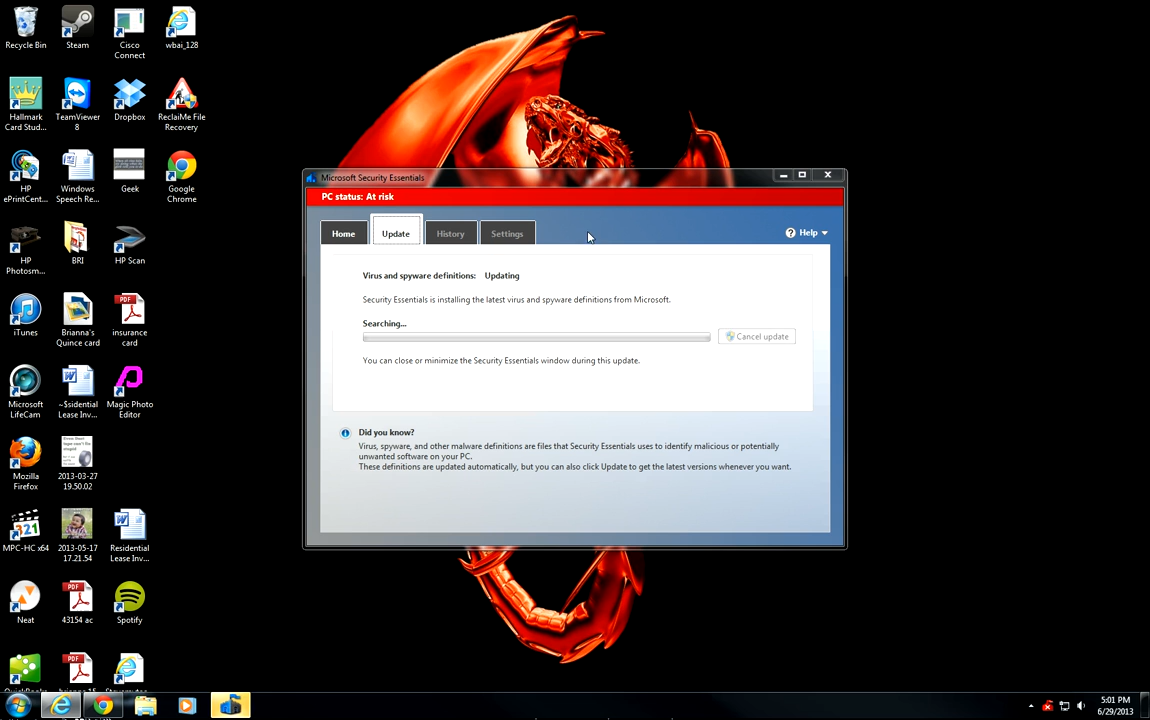 Recycle Bin
Steam
Cisco
Connect
wbai_128
Hallmark
Card Stud...
TeamViewer
8
Dropbox
ReclaiMe File
Recovery
HP
ePrintCent...
Windows
Speech Re...
Geek
Google
Chrome
HP
Photosm...
BRI
HP Scan
iTunes
Brianna's
Quince card
PDF
insurance
card
Microsoft
LifeCam
~$sidential
Lease Inv...
Magic Photo
Editor
Mozilla
Firefox
2013-03-27
19.50.02
321
MPC-HC x64
2013-05-17
17.21.54
Residential
Lease Inv...
Neat
PDF
43154 ac
Spotify
QuickBooks
PDF
Microsoft Security Essentials
PC status: At risk
Home
Update
History
Settings
Help
Virus and spyware definitions: Updating
Security Essentials is installing the latest virus and spyware definitions from Microsoft.
Searching...
Cancel update
You can close or minimize the Security Essentials window during this update.
Did you know?
Virus, spyware, and other malware definitions are files that Security Essentials uses to identify malicious or potentially
unwanted software on your PC.
These definitions are updated automatically, but you can also click Update to get the latest versions whenever you want.
5:01 PM
6/29/2013